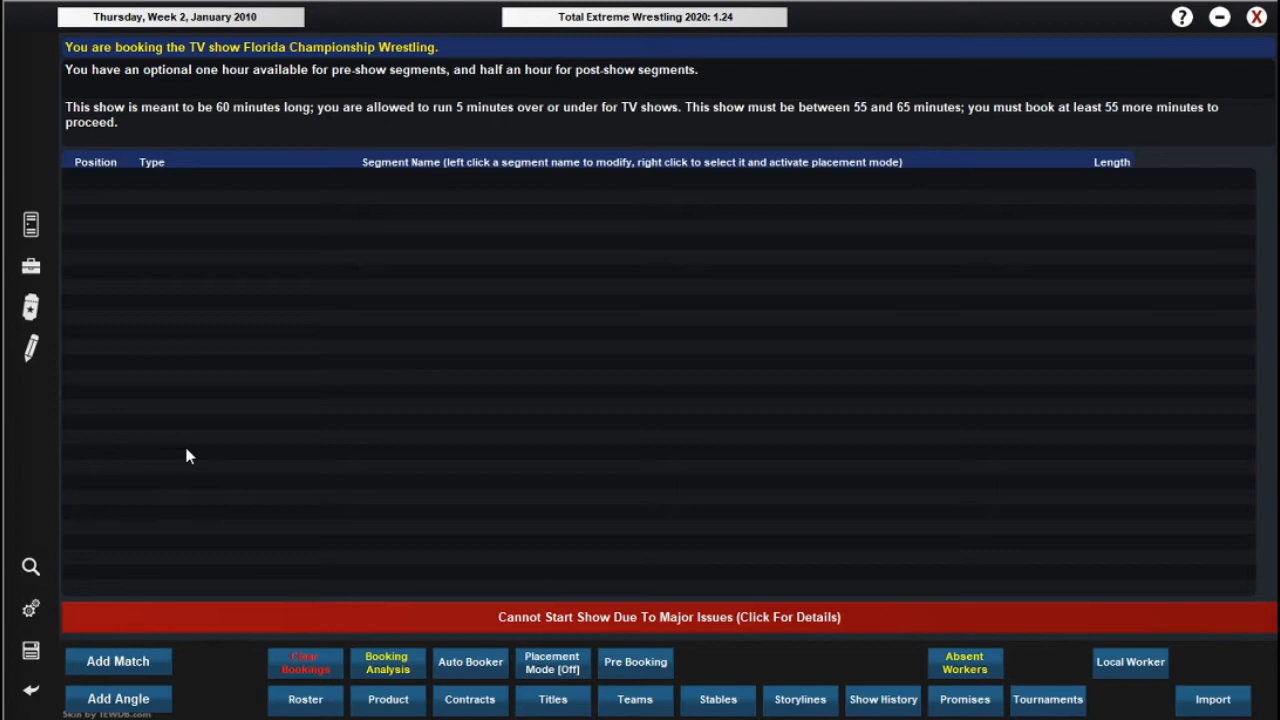 Thursday, Week 2, January 2010
Total Extreme Wrestling 2020: 1.24
?
X
You are booking the TV show Florida Championship Wrestling.
You have an optional one hour available for pre-show segments, and half an hour for post-show segments.
This show is meant to be 60 minutes long; you are allowed to run 5 minutes over or under for TV shows. This show must be between 55 and 65 minutes; you must book at least 55 more minutes to
proceed.
Position Type Segment Name (left click a segment name to modify, right click to select it and activate placement mode) Length
Cannot Start Show Due To Major Issues (Click For Details)
Add Match
Clear
Bookings
Booking
Analysis
Auto Booker
Placement
Mode [Off]
Pre Booking
Absent
Workers
Local Worker
Add Angle
Roster
Product
Contracts
Titles
Teams
Stables
Storylines
Show History
Promises
Tournaments
Import
Skin by TEWDB.com